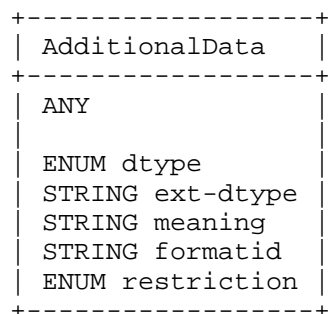 +------------------+
| AdditionalData   |
+------------------+
| ANY              |
|                  |
| ENUM dtype       |
| STRING ext-dtype |
| STRING meaning   |
| STRING formatid  |
| ENUM restriction |
+------------------+